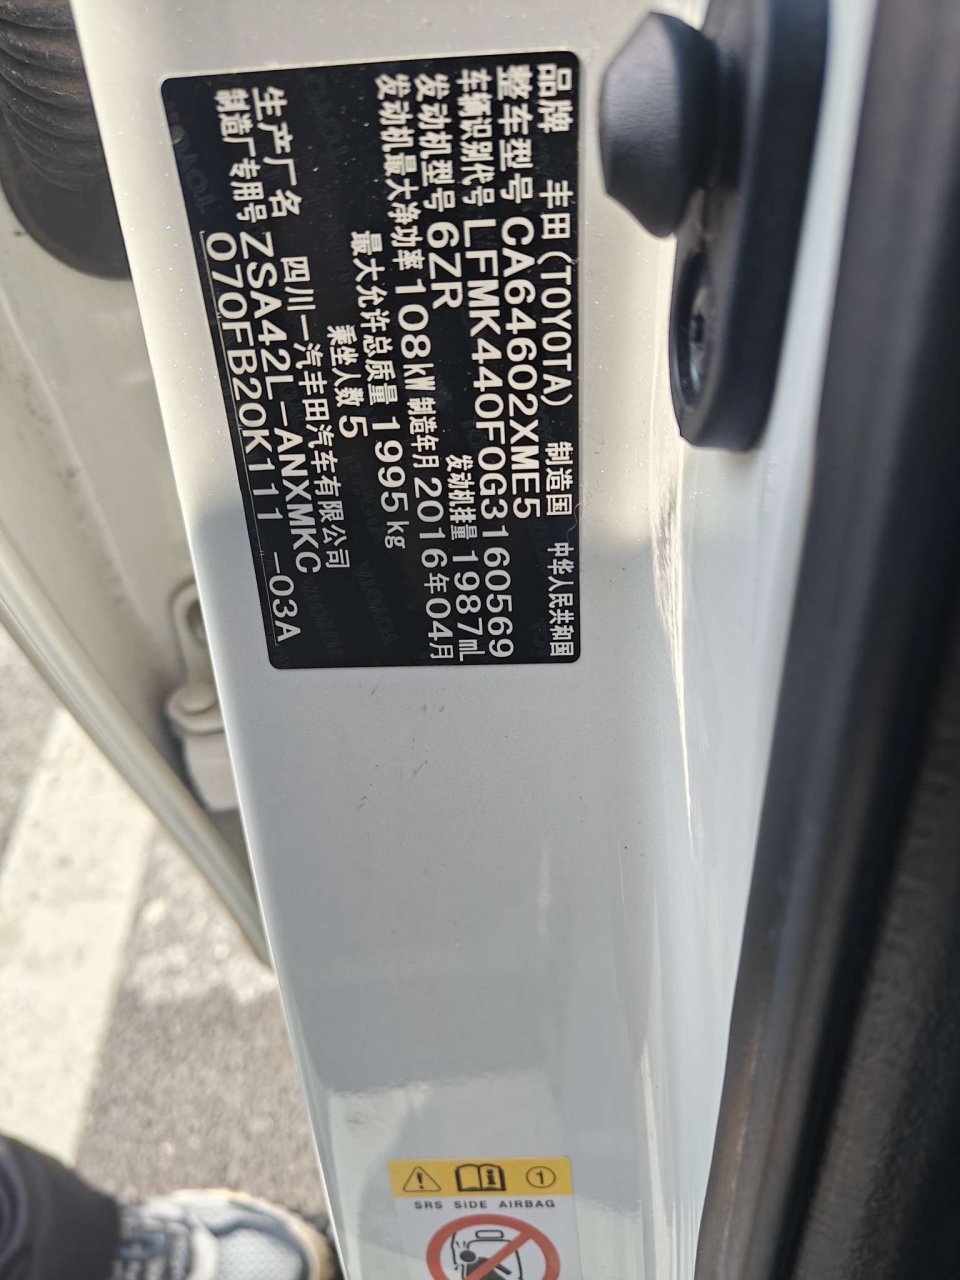 品牌 丰田(TOYOTA) 制造国 中华人民共和国
整车型号 CA64602XME5
车辆识别代号 LFMK440F0G3160569
发动机型号 6ZR 发动机排量 1987mL
发动机最大净功率 108kW 制造年月 2016年04月
最大允许总质量 1995kg
乘坐人数 5
生产厂名 四川一汽丰田汽车有限公司
制造厂专用号 ZSA42L-ANXMKC
070FB20K111 -03A
1
SRS SIDE AIRBAG